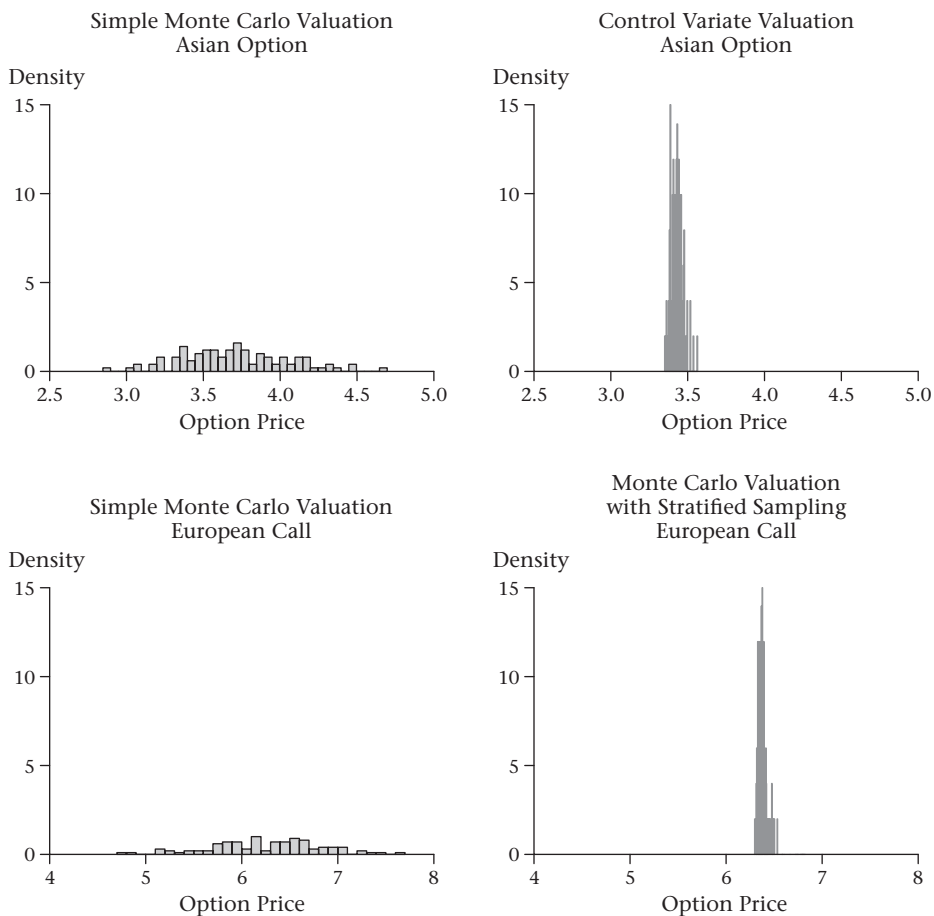 Simple Monte Carlo Valuation
Asian Option
Density
15
10
5
0
2.5 3.0 3.5 4.0 4.5 5.0
Option Price
Control Variate Valuation
Asian Option
Density
15
10
5
0
2.5 3.0 3.5 4.0 4.5 5.0
Option Price
Simple Monte Carlo Valuation
European Call
Density
15
10
5
0
4 5 6 7 8
Option Price
Monte Carlo Valuation
with Stratified Sampling
European Call
Density
15
10
5
0
4 5 6 7 8
Option Price